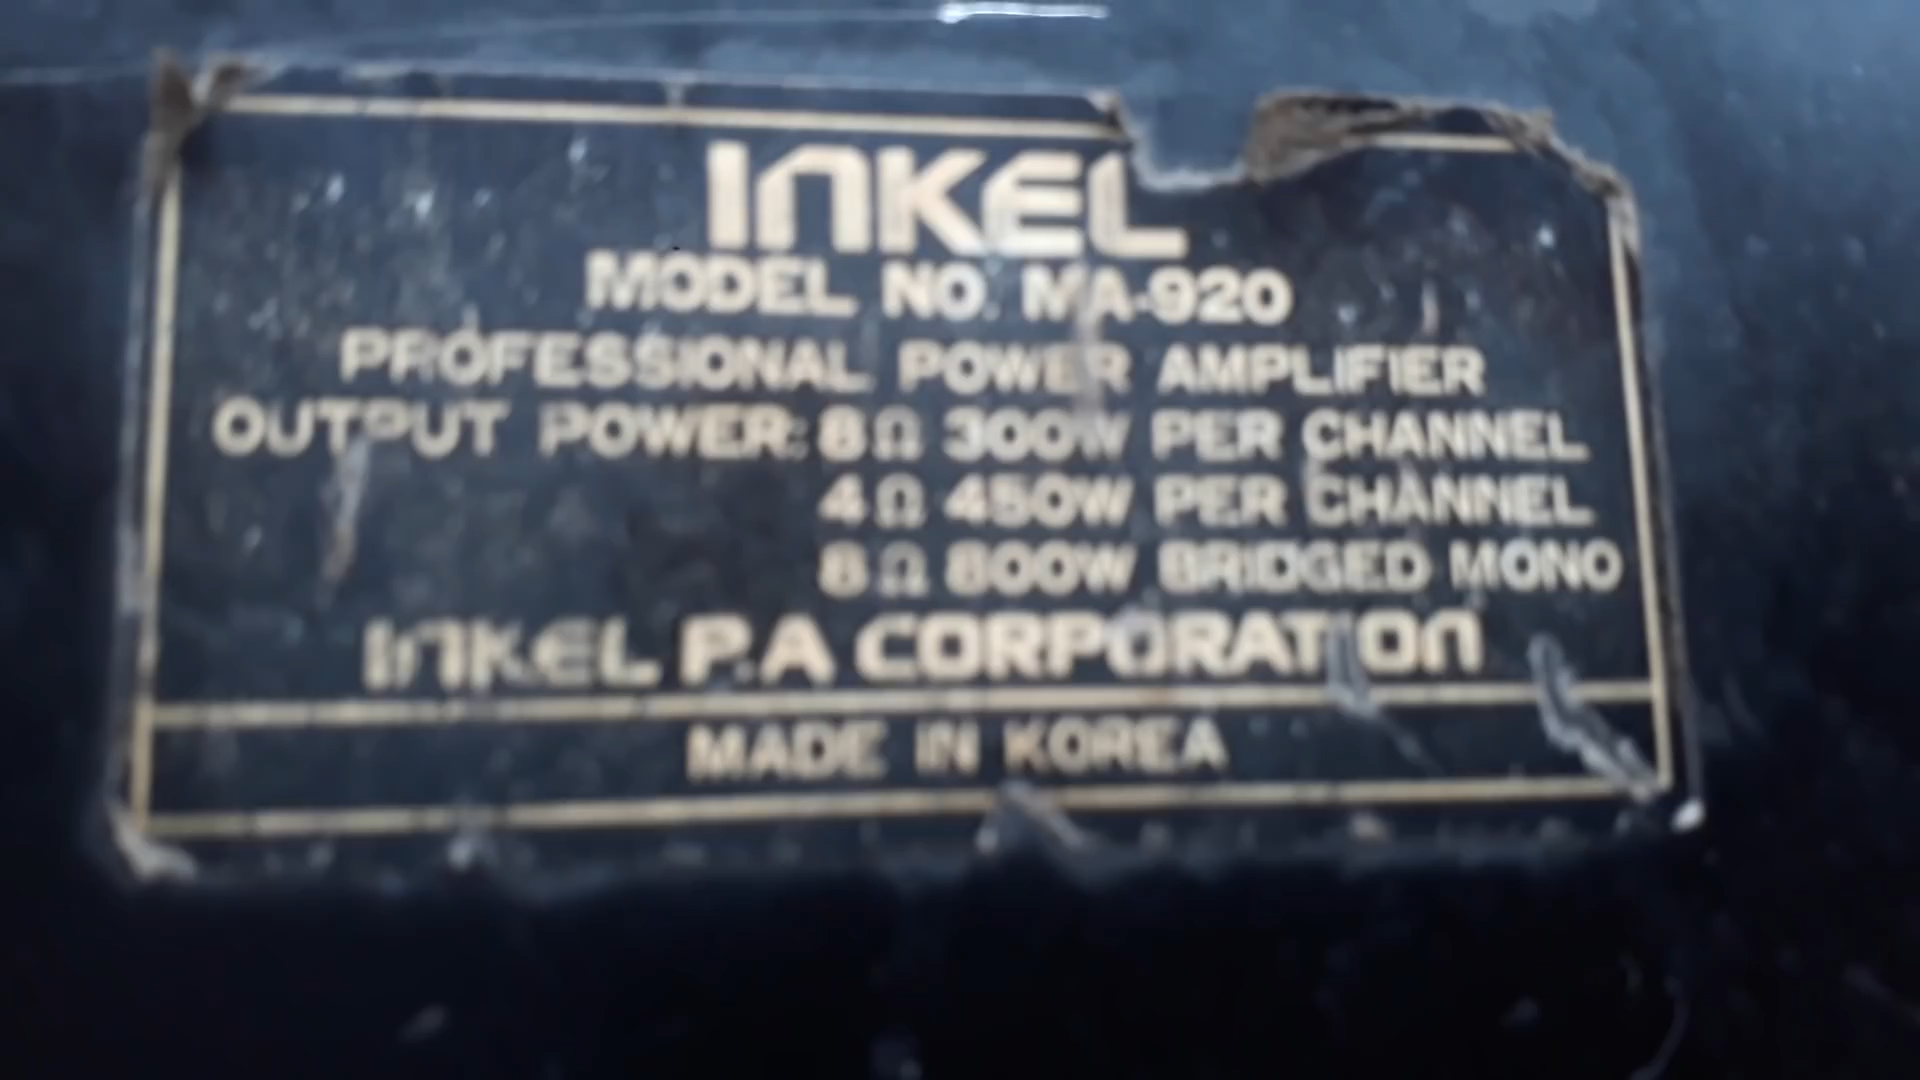 INKEL
MODEL NO. MA-920
PROFESSIONAL POWER AMPLIFIER
OUTPUT POWER: 8Ω 300W PER CHANNEL
4Ω 450W PER CHANNEL
8Ω 800W BRIDGED MONO
INKEL P.A CORPORATION
MADE IN KOREA